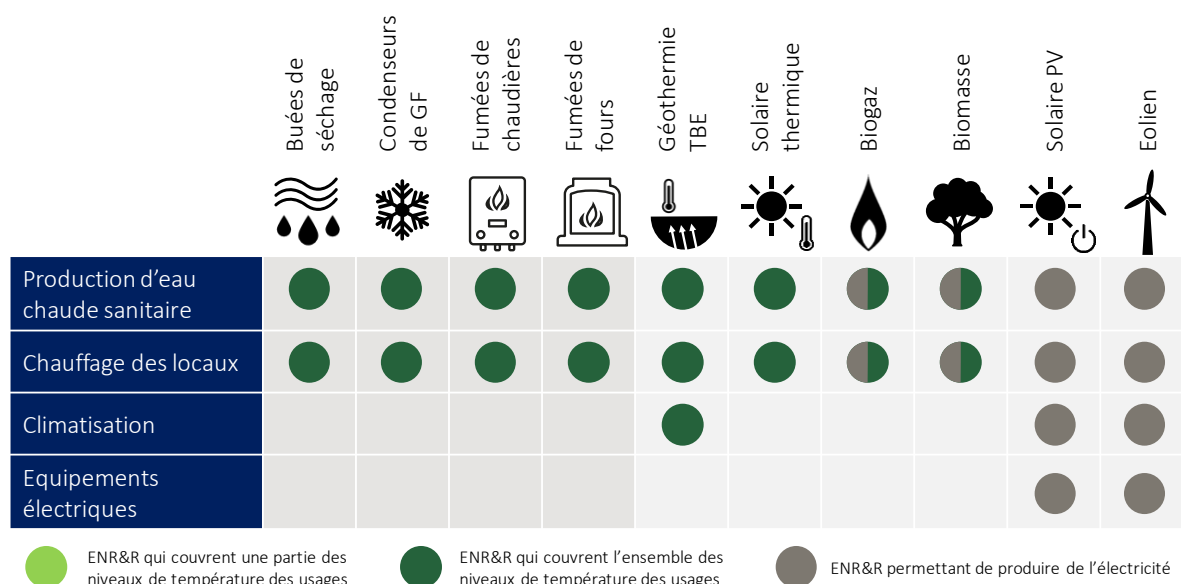 Buées de
séchage
Condenseurs
de GF
Fumées de
chaudières
Fumées de
fours
Géothermie
TBE
Solaire
thermique
Biogaz
Biomasse
Solaire PV
Eolien
Production d’eau
chaude sanitaire
Chauffage des locaux
Climatisation
Equipements
électriques
ENR&R qui couvrent une partie des
niveaux de température des usages
ENR&R qui couvrent l’ensemble des
niveaux de température des usages
ENR&R permettant de produire de l’électricité